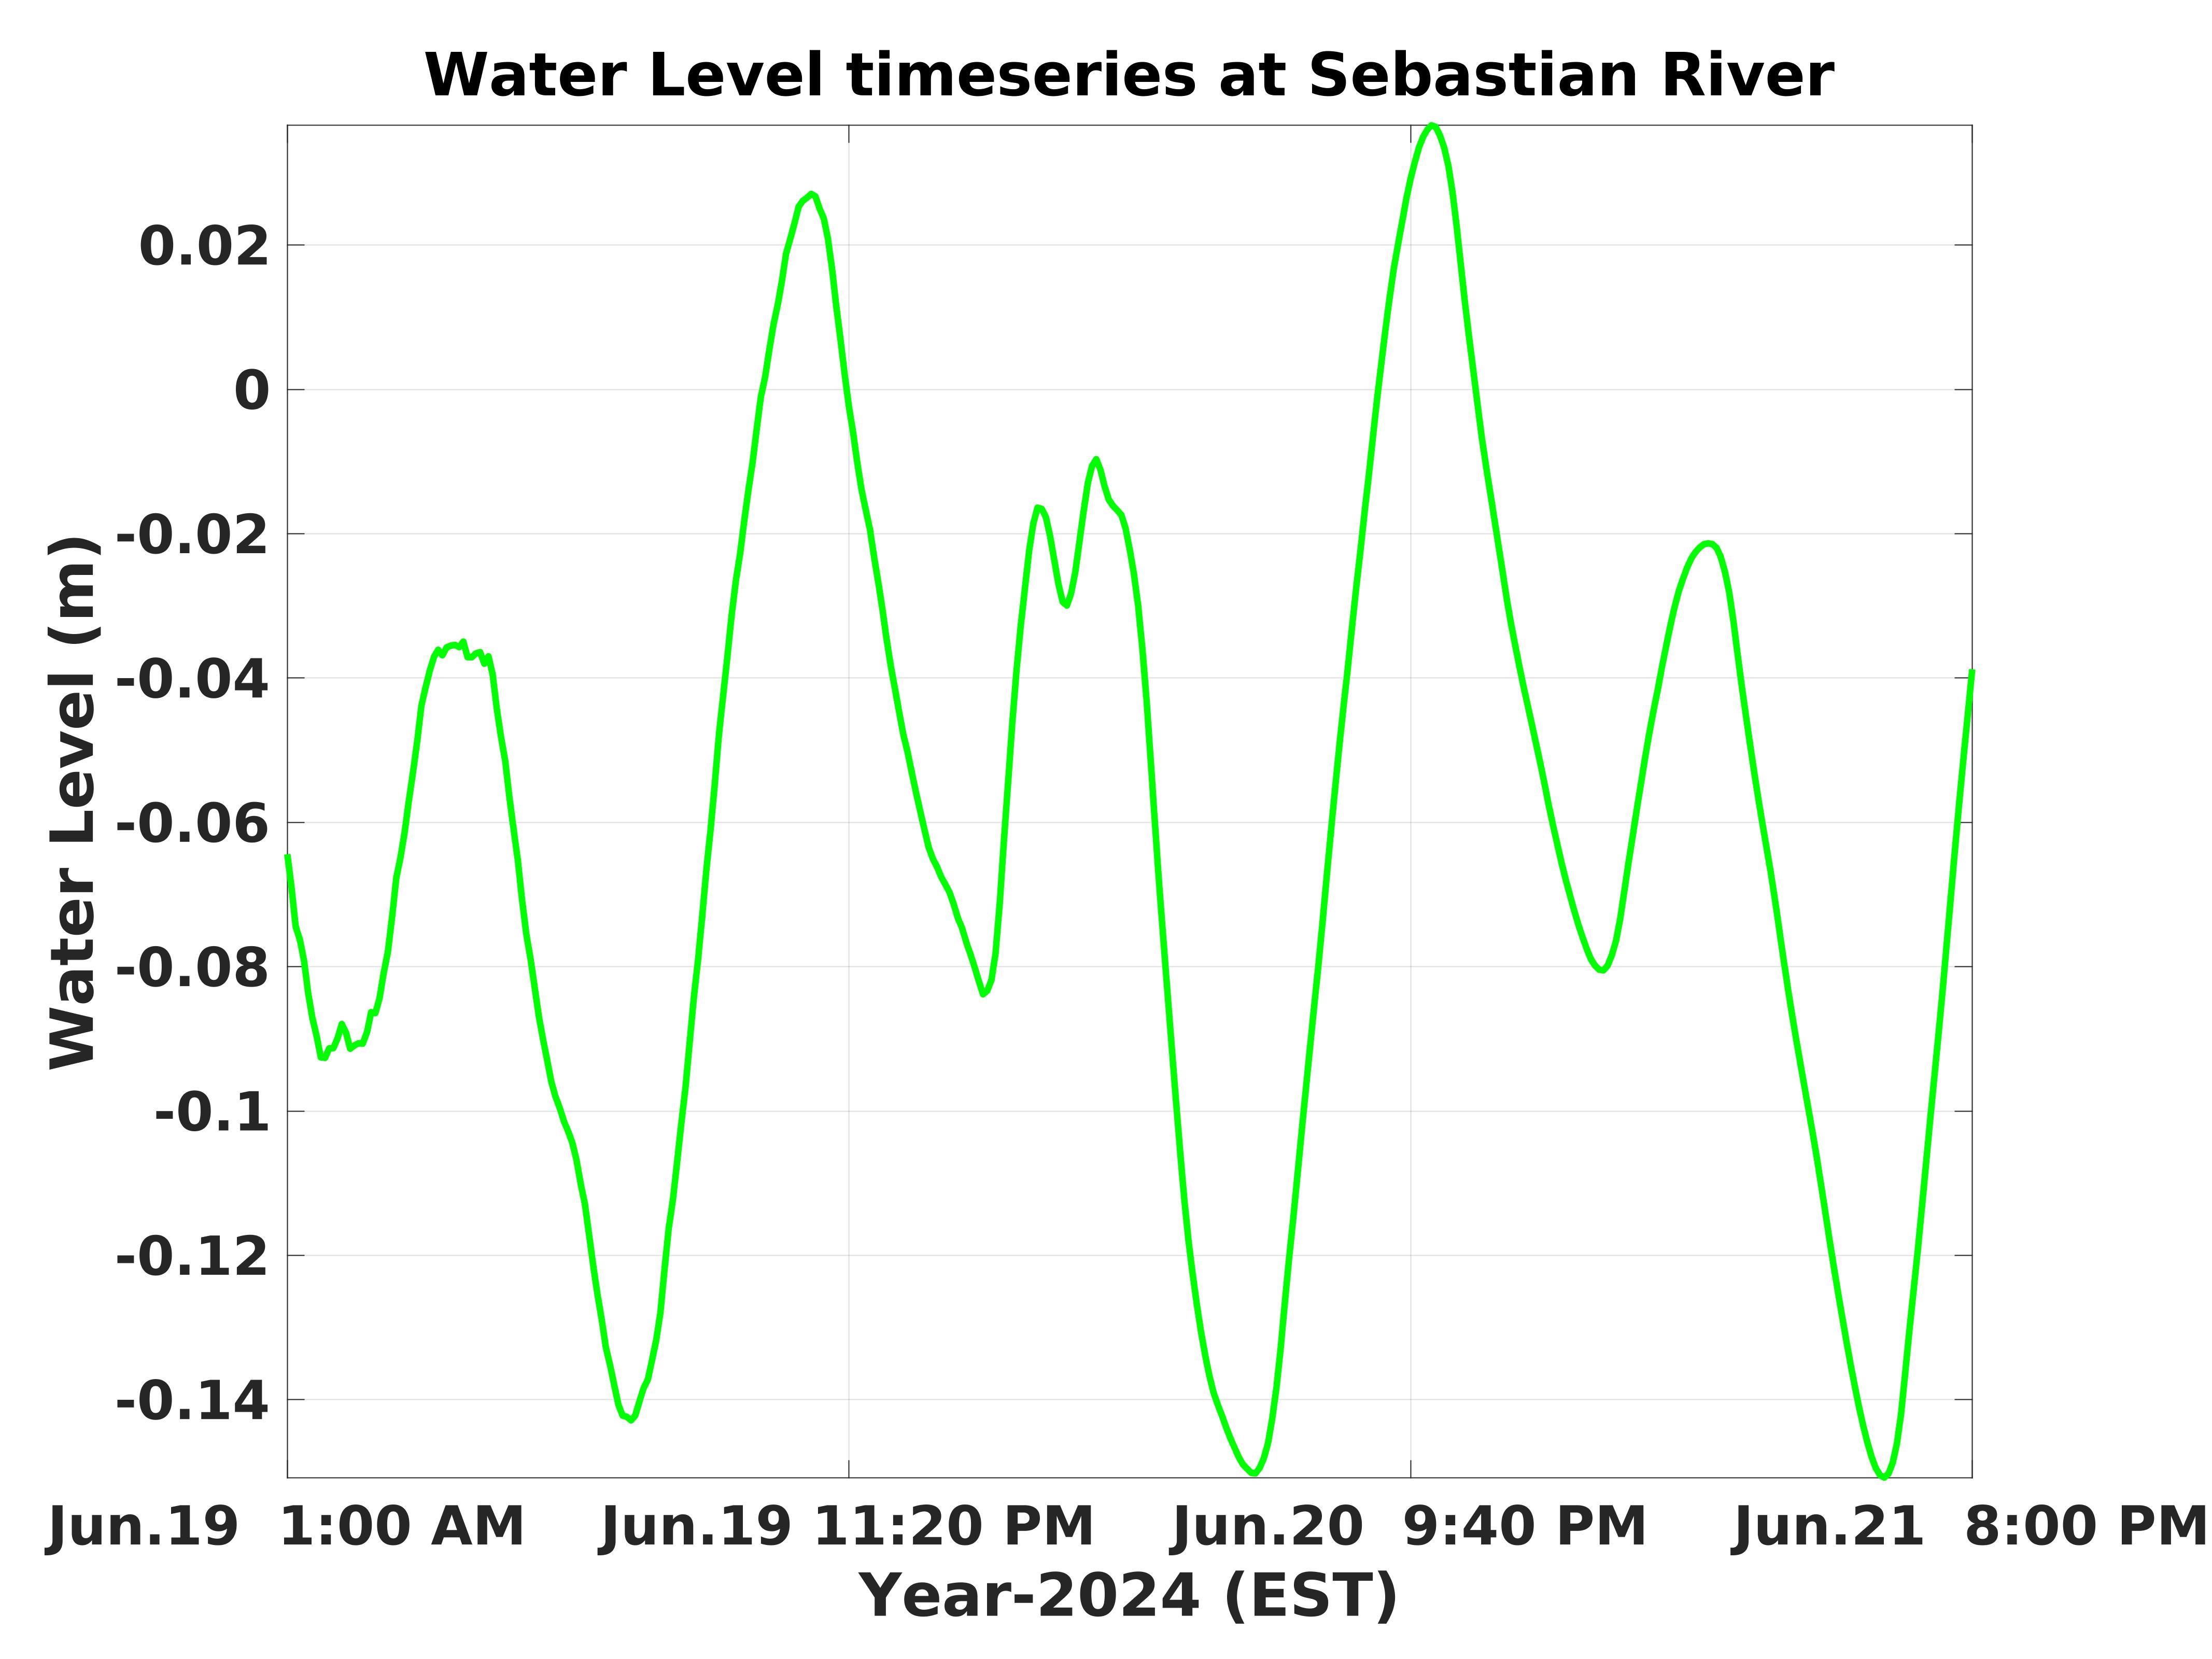 Water Level timeseries at Sebastian River
Water Level (m)
0.02
0
-0.02
-0.04
-0.06
-0.08
-0.1
-0.12
-0.14
Jun.19 1:00 AM
Jun.19 11:20 PM
Jun.20 9:40 PM
Jun.21 8:00 PM
Year-2024 (EST)